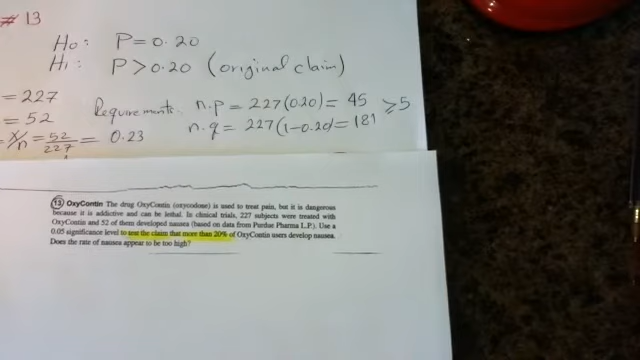 # 13
Ho: P=0.20
H1: P>0.20 (original claim)
= 227
= 52
= x/n = 52/227 = 0.23
Requirements: n.p = 227(0.20) = 45 ≥5
n.q = 227(1-0.20)=181
13 OxyContin The drug OxyContin (oxycodone) is used to treat pain, but it is dangerous
because it is addictive and can be lethal. In clinical trials, 227 subjects were treated with
OxyContin and 52 of them developed nausea (based on data from Purdue Pharma L.P.). Use a
0.05 significance level to test the claim that more than 20% of OxyContin users develop nausea.
Does the rate of nausea appear to be too high?